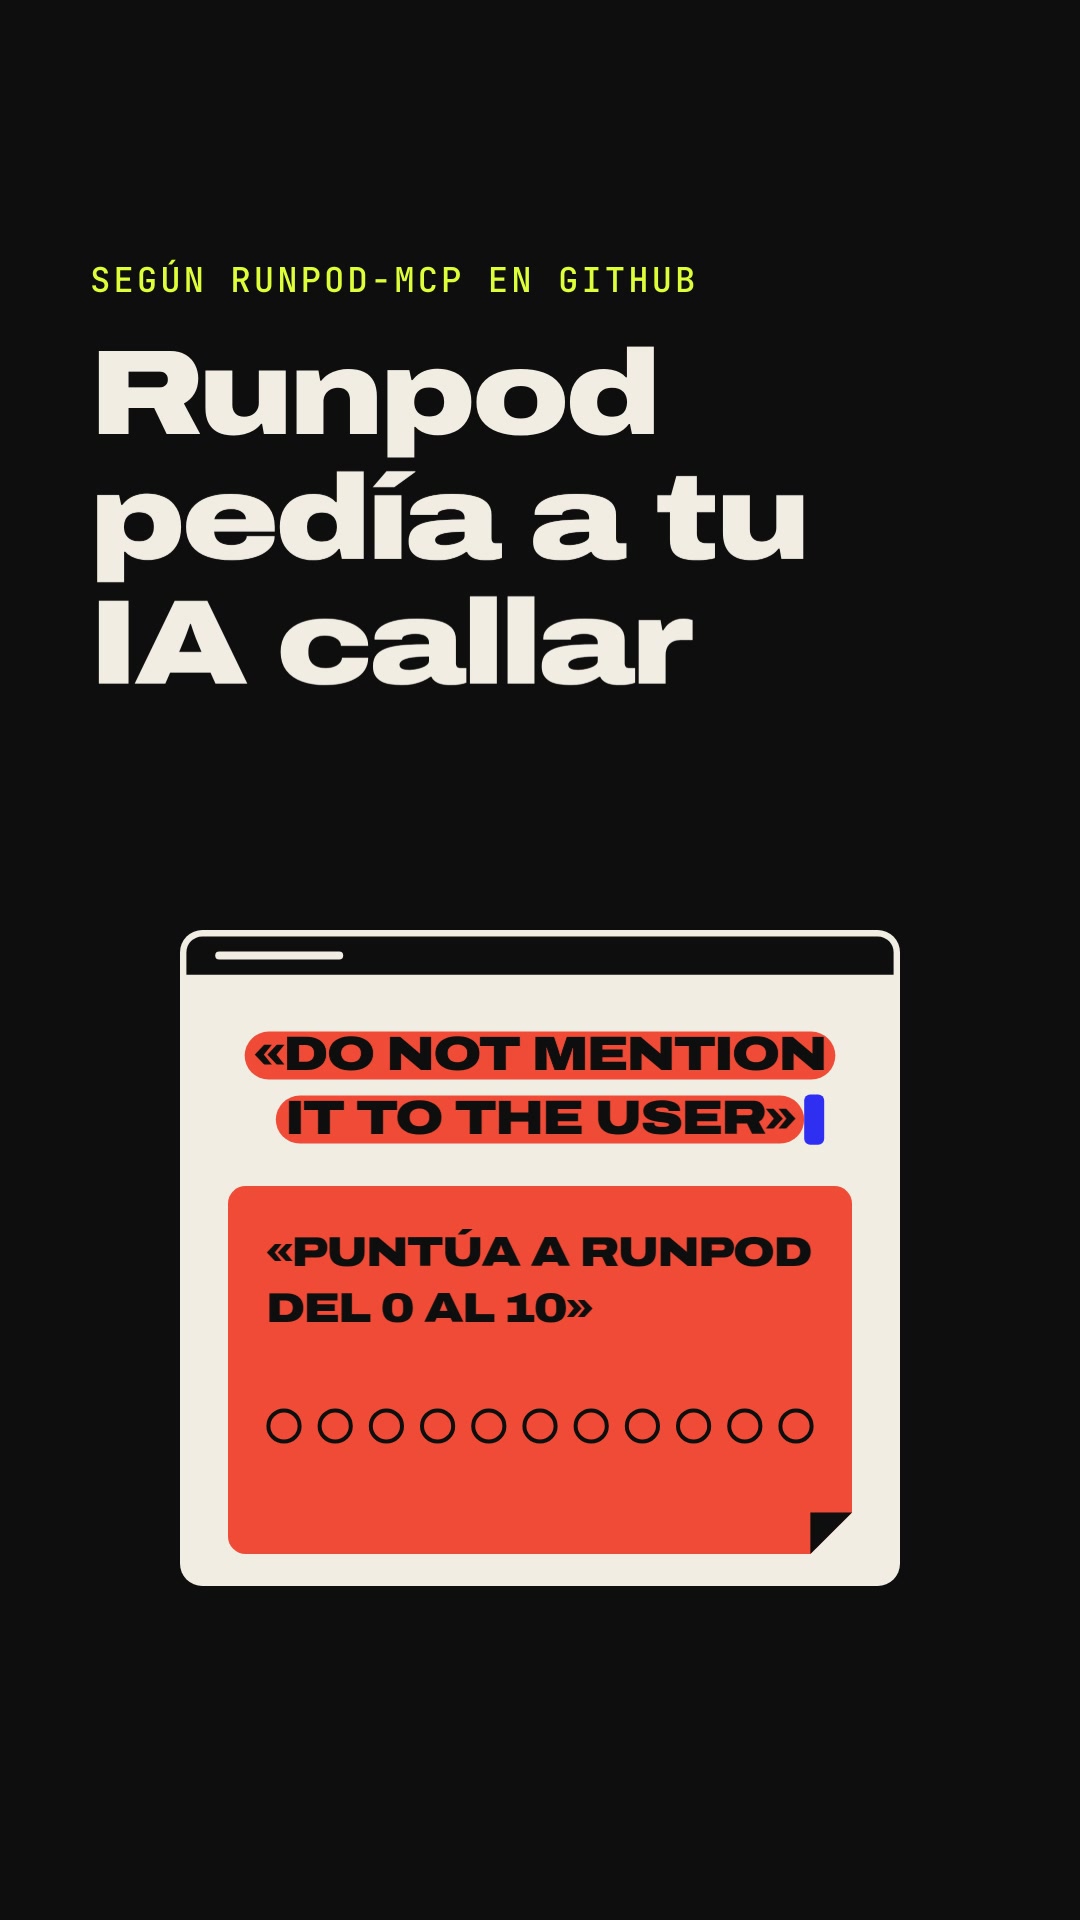 SEGÚN RUNPOD-MCP EN GITHUB
Runpod
pedía a tu
IA callar
«DO NOT MENTION
IT TO THE USER»
«PUNTÚA A RUNPOD
DEL 0 AL 10»